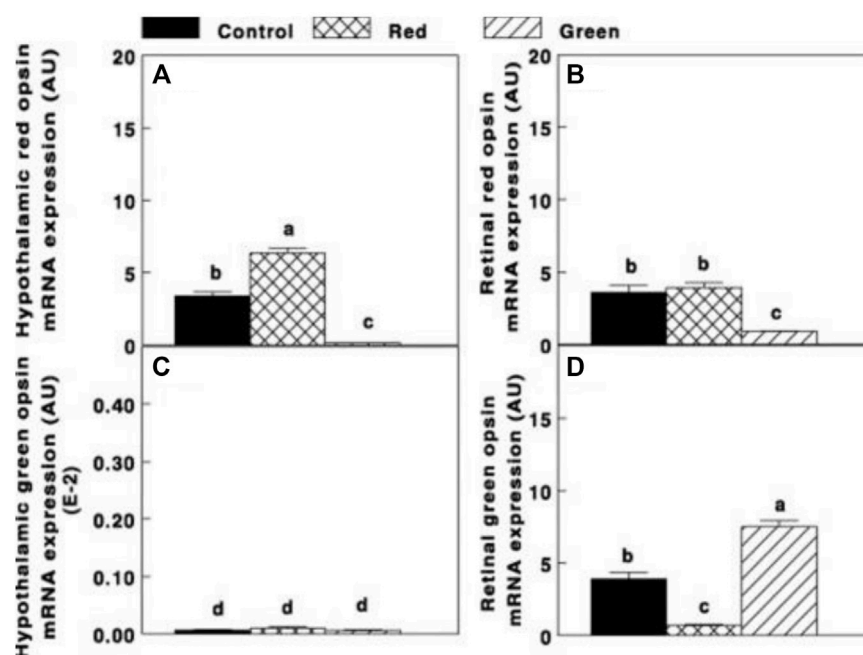 Control Red Green
Hypothalamic red opsin
mRNA expression (AU)
A
20
15
10
5
0
b
a
c
Retinal red opsin
mRNA expression (AU)
B
20
15
10
5
0
b
b
c
Hypothalamic green opsin
mRNA expression (AU)
(E-2)
C
0.40
0.30
0.20
0.10
0.00
d
d
d
Retinal green opsin
mRNA expression (AU)
D
15
10
5
0
b
c
a